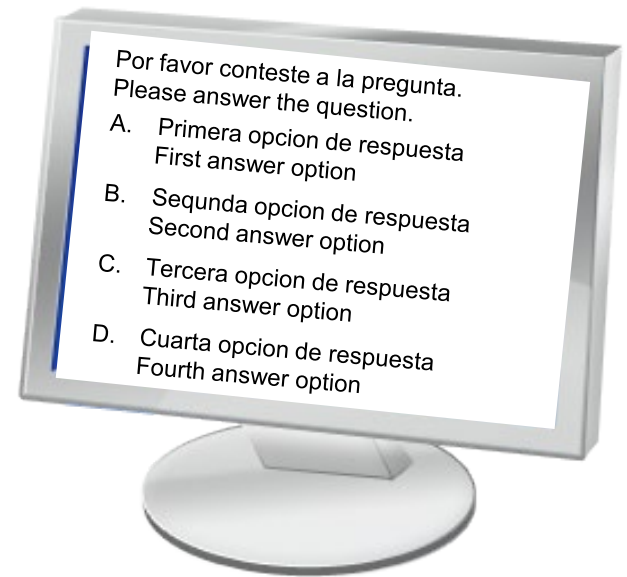 Por favor conteste a la pregunta.
Please answer the question.
A. Primera opcion de respuesta
First answer option
B. Sequnda opcion de respuesta
Second answer option
C. Tercera opcion de respuesta
Third answer option
D. Cuarta opcion de respuesta
Fourth answer option